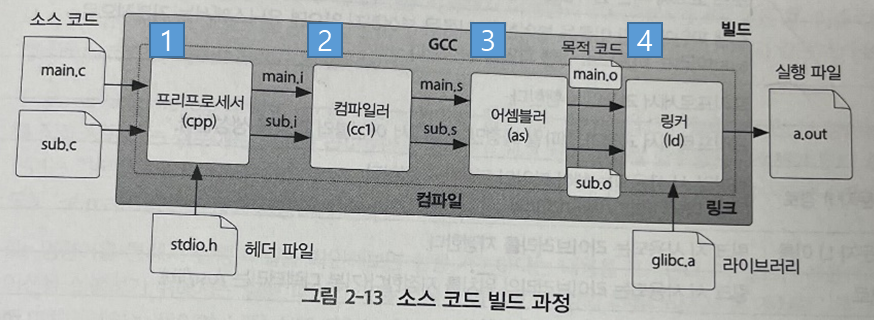 소스 코드
main.c
sub.c
1
2
3
4
GCC
빌드
목적 코드
프리프로세서
(cpp)
main.i
sub.i
컴파일러
(cc1)
main.s
sub.s
어셈블러
(as)
main.o
sub.o
링커
(ld)
실행 파일
a.out
컴파일
링크
stdio.h
헤더 파일
glibc.a
라이브러리
그림 2-13 소스 코드 빌드 과정